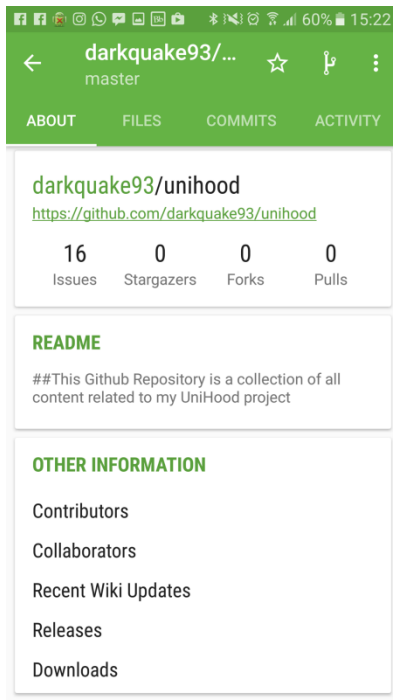 60% 15:22
darkquake93/...
master
ABOUT FILES COMMITS ACTIVITY
darkquake93/unihood
https://github.com/darkquake93/unihood
16 0 0 0
Issues Stargazers Forks Pulls
README
##This Github Repository is a collection of all
content related to my UniHood project
OTHER INFORMATION
Contributors
Collaborators
Recent Wiki Updates
Releases
Downloads